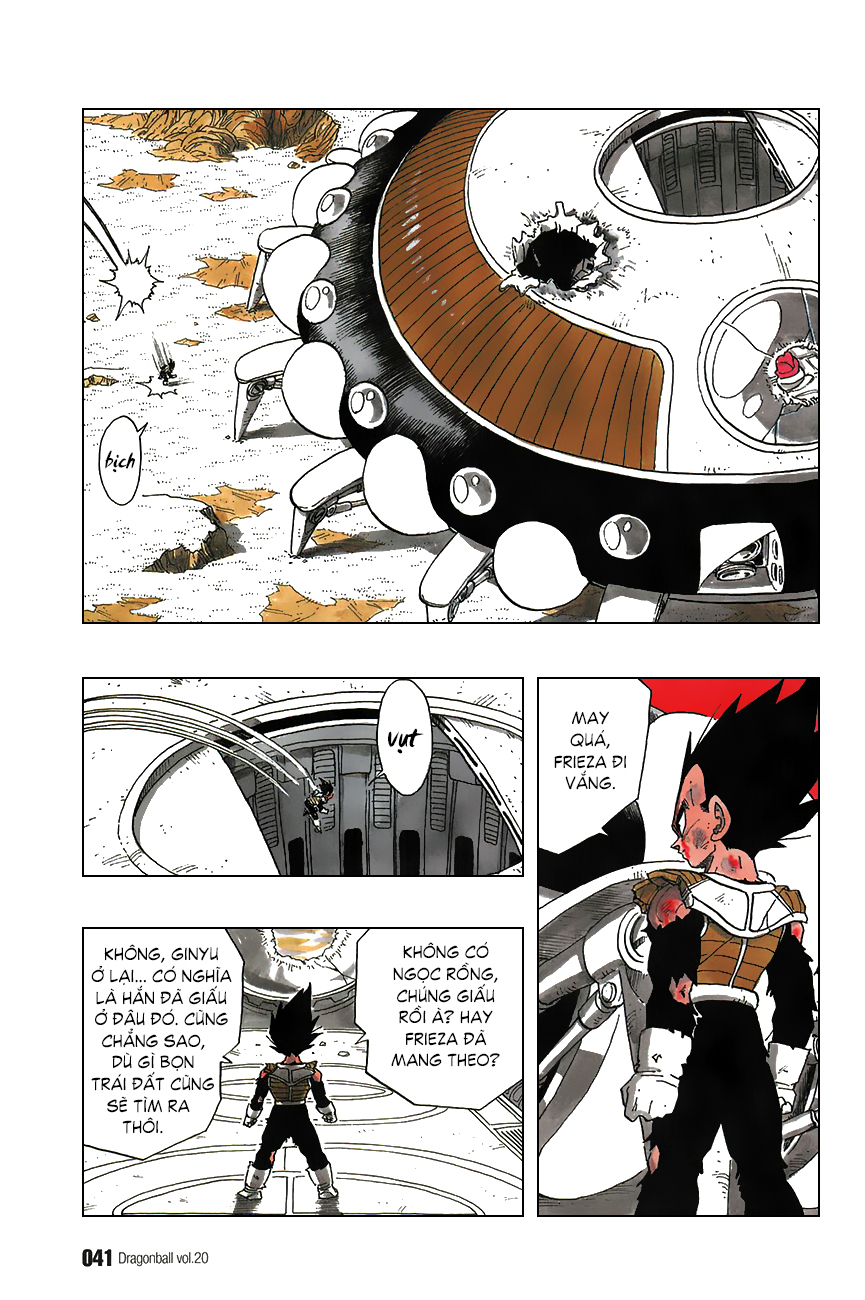 bịch
MAY
QUÁ,
FRIEZA ĐI
VẮNG.
vụt
KHÔNG CÓ
NGỌC RỒNG,
CHÚNG GIẤU
RỒI À? HAY
FRIEZA ĐÃ
MANG THEO?
KHÔNG, GINYU
Ở LẠI... CÓ NGHĨA
LÀ HẮN ĐÃ GIẤU
Ở ĐÂU ĐÓ. CŨNG
CHẲNG SAO,
DÙ GÌ BỌN
TRÁI ĐẤT CŨNG
SẼ TÌM RA
THÔI.
041 Dragonball vol.20